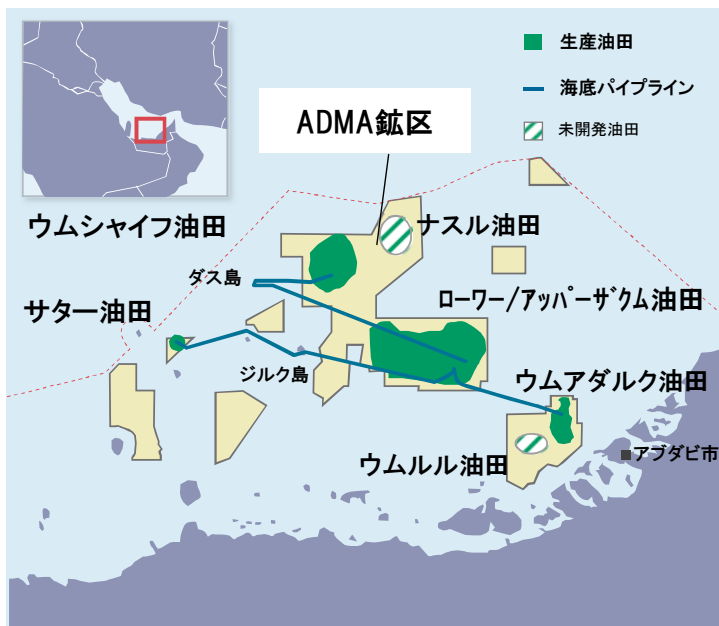 生産油田
海底パイプライン
未開発油田
ADMA鉱区
ウムシャイフ油田
ナスル油田
ダス島
サター油田
ローワー/アッパーザクム油田
ジルク島
ウムアダルク油田
ウムルル油田
アブダビ市